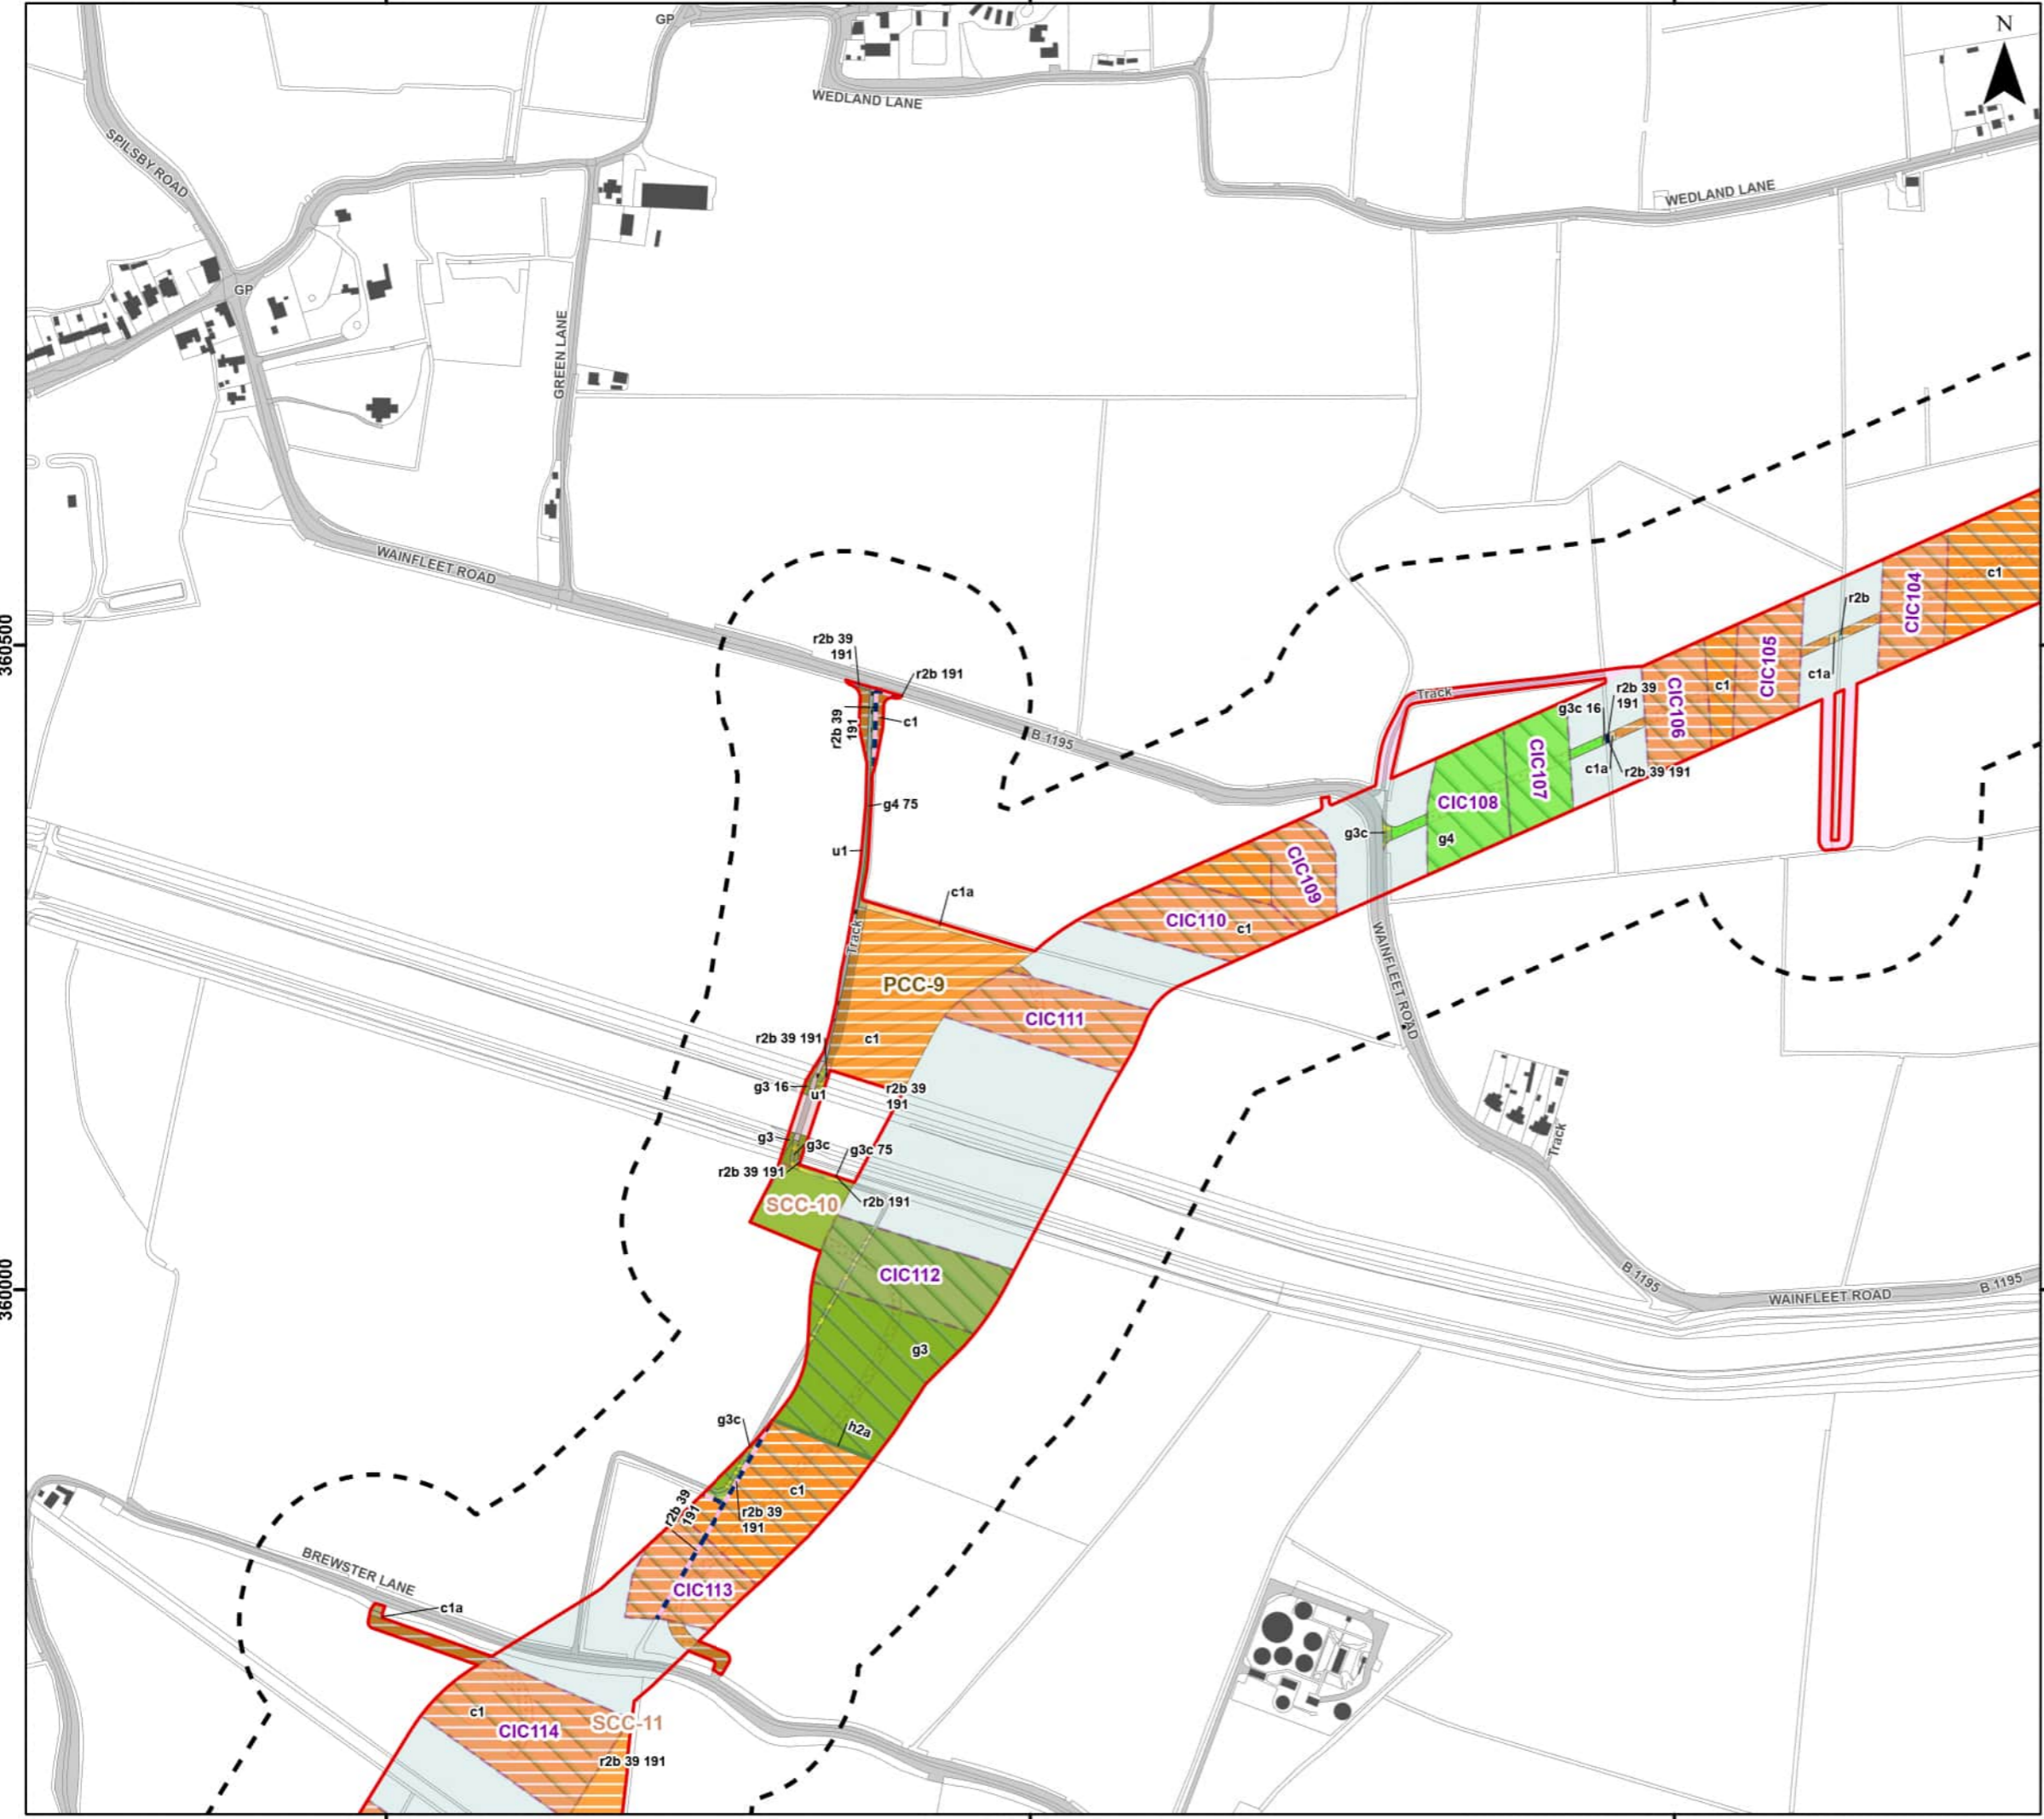 GP
N
WEDLAND LANE
SPILSBY ROAD
WEDLAND LANE
GP
GREEN LANE
WAINFLEET ROAD
360500
CIC104
c1
r2b
r2b 39
191
CIC105
r2b 191
c1a
Track
r2b 39
191
c1
CIC106
g3c 16
r2b 39
191
c1
B 1195
CIC107
c1a
r2b 39 191
g4 75
CIC108
g3c
g4
u1
CIC109
c1a
CIC110
c1
Track
WAINFLEET ROAD
PCC-9
CIC111
r2b 39 191
c1
g3 16
u1
r2b 39
191
g3
g3c
g3c 75
Track
r2b 39 191
SCC-10
r2b 191
CIC112
360000
B 1195
WAINFLEET ROAD
B 1195
g3
g3c
h2a
c1
r2b 39
191
r2b 39
191
BREWSTER LANE
CIC113
c1a
c1
CIC114
SCC-11
r2b 39 191